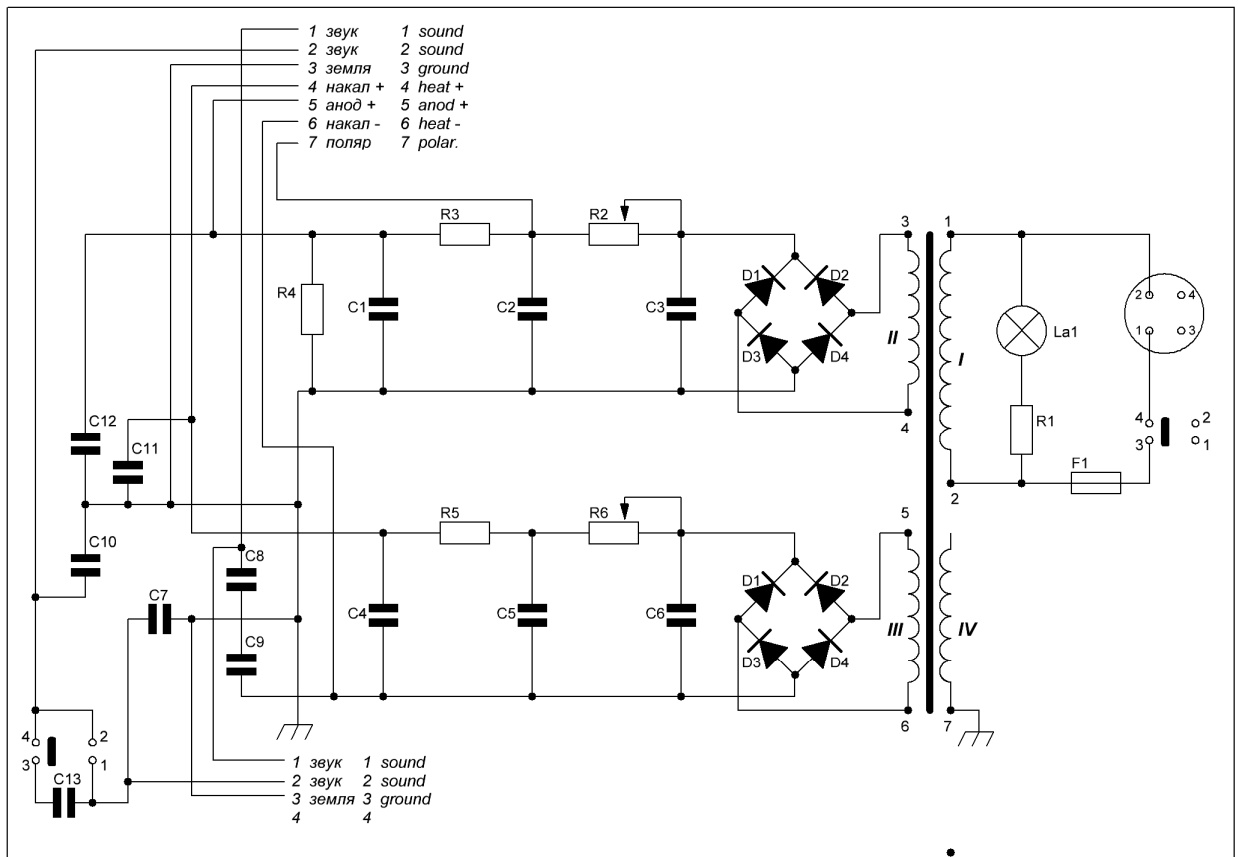 1 звук 1 sound
2 звук 2 sound
3 земля 3 ground
4 накал + 4 heat +
5 анод + 5 anod +
6 накал - 6 heat -
7 поляр 7 polar.
R3 R2 3 1
D1 D2
R4 C1 C2 C3 2 4
II I La1 1 3
D3 D4
C12 4 R1 4 2
C11 3 1
F1
2
R5 R6 5
C10 C8
D1 D2
C7 C4 C5 C6
C9 III IV
D3 D4
4 2 6 7
3 1
C13
1 звук 1 sound
2 звук 2 sound
3 земля 3 ground
4 4